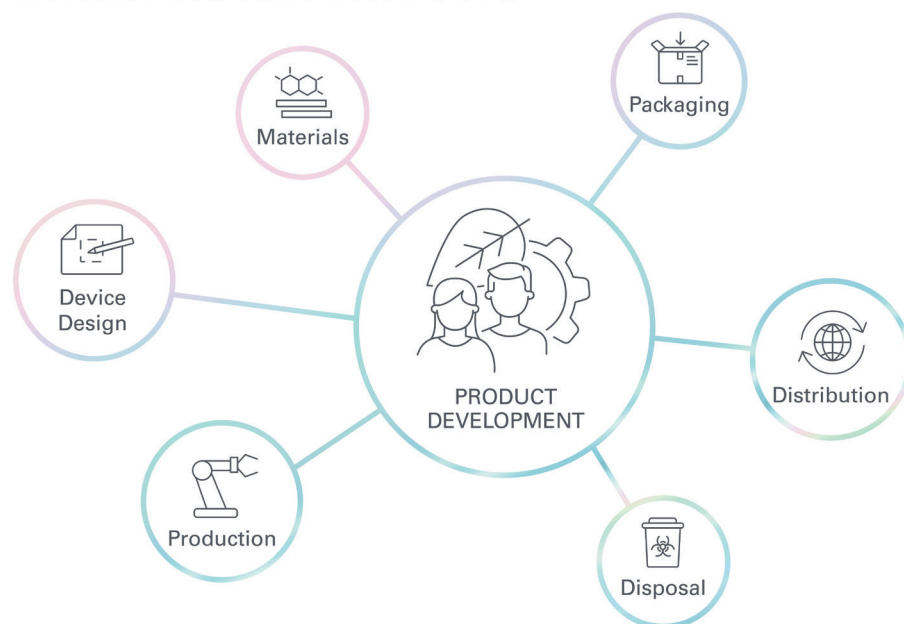 Materials
Packaging
Device
Design
PRODUCT
DEVELOPMENT
Distribution
Production
Disposal